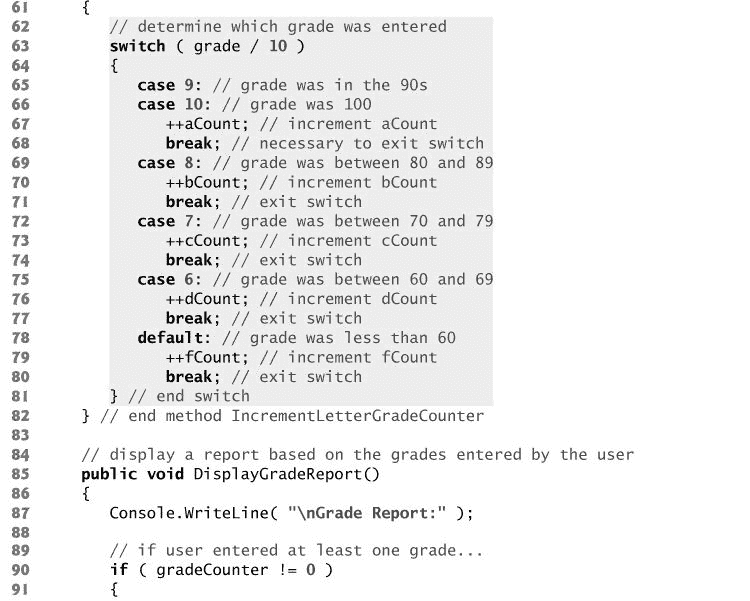 61 {
62 // determine which grade was entered
63 switch ( grade / 10 )
64 {
65 case 9: // grade was in the 90s
66 case 10: // grade was 100
67 ++aCount; // increment aCount
68 break; // necessary to exit switch
69 case 8: // grade was between 80 and 89
70 ++bCount; // increment bCount
71 break; // exit switch
72 case 7: // grade was between 70 and 79
73 ++cCount; // increment cCount
74 break; // exit switch
75 case 6: // grade was between 60 and 69
76 ++dCount; // increment dCount
77 break; // exit switch
78 default: // grade was less than 60
79 ++fCount; // increment fCount
80 break; // exit switch
81 } // end switch
82 } // end method IncrementLetterGradeCounter
83
84 // display a report based on the grades entered by the user
85 public void DisplayGradeReport()
86 {
87 Console.WriteLine( "\nGrade Report:" );
88
89 // if user entered at least one grade...
90 if ( gradeCounter != 0 )
91 {